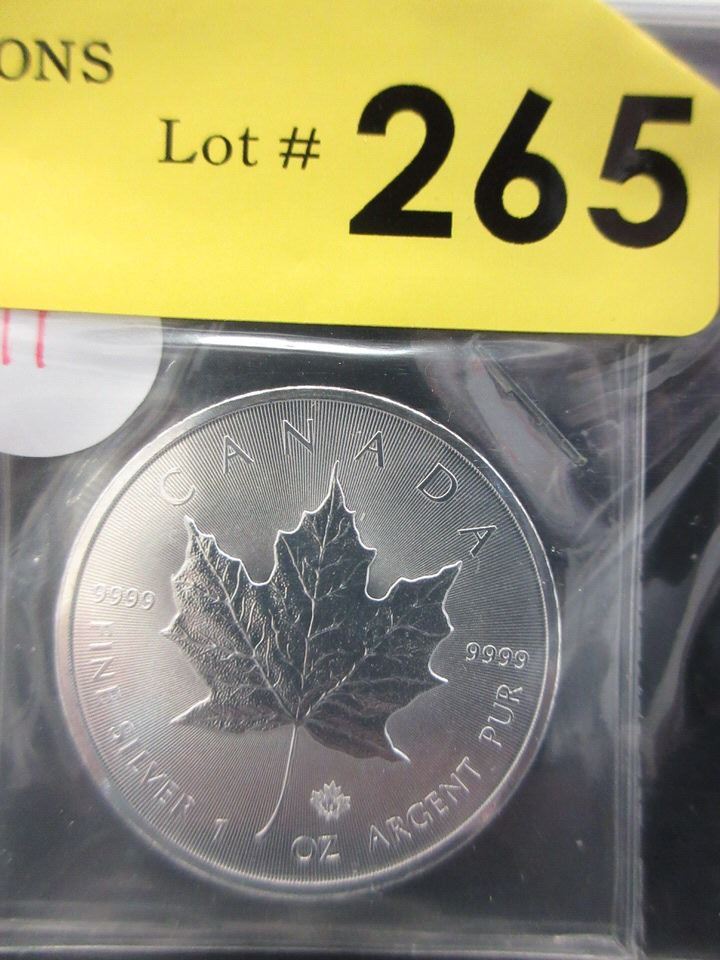 ONS
Lot # 265
CANADA
9999
9999
FINE SILVER 1 OZ ARGENT PUR